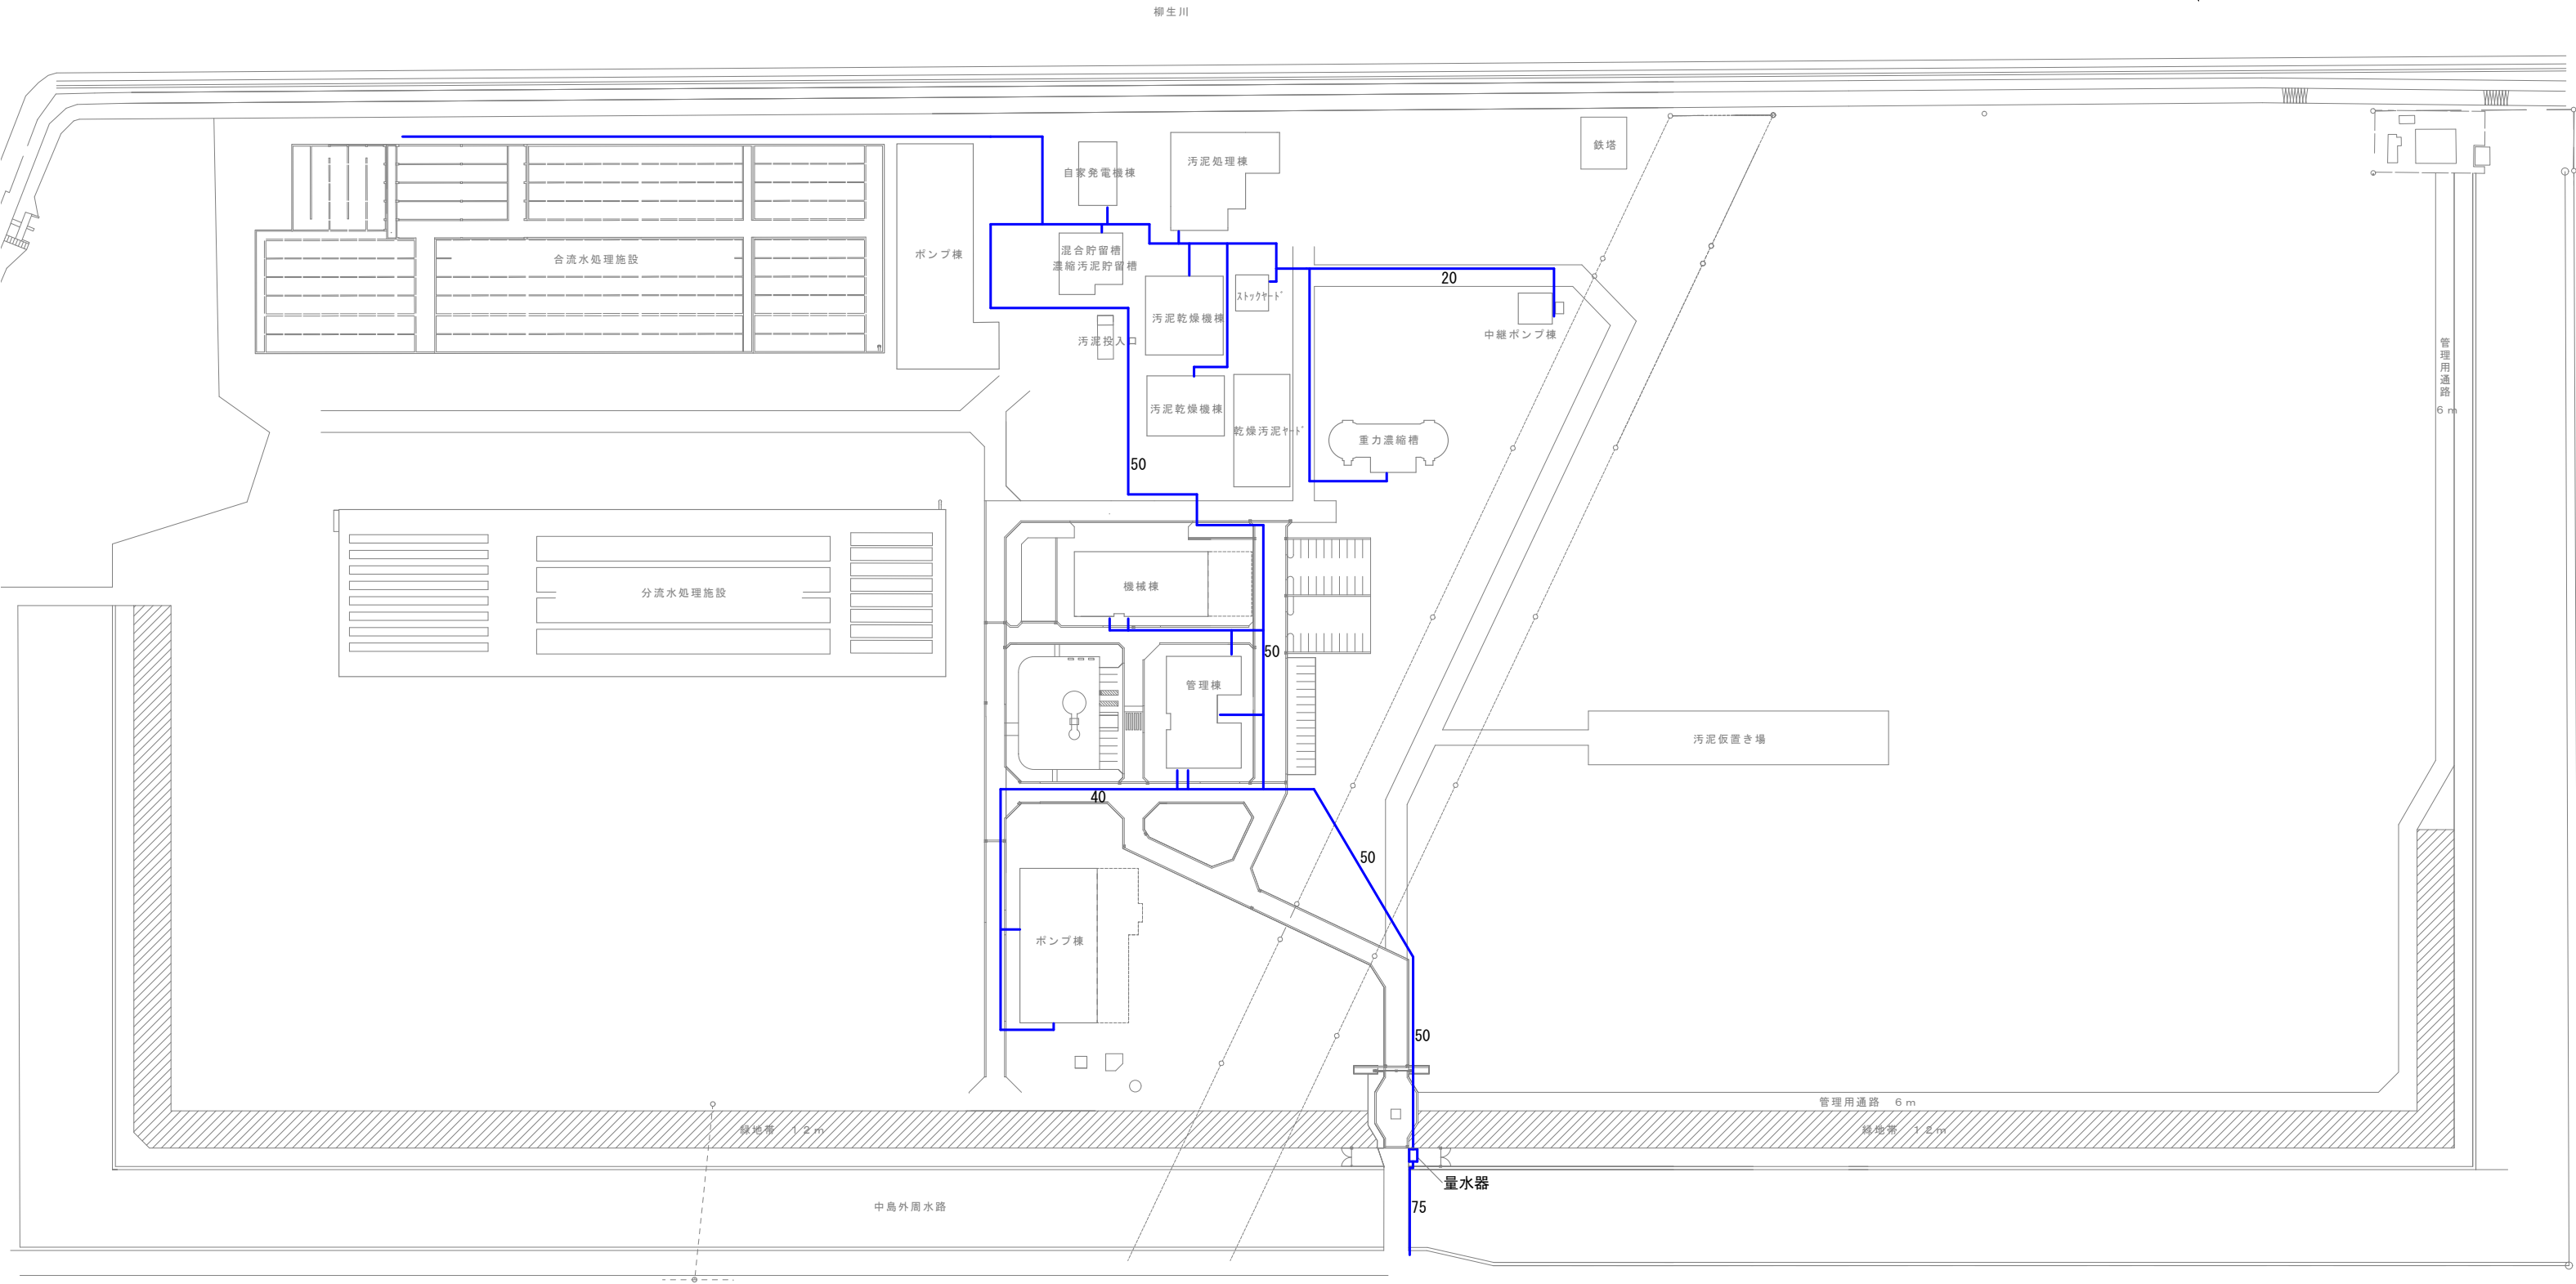 柳生川
鉄塔
自家発電機棟
汚泥処理棟
混合貯留槽
濃縮汚泥貯留槽
ポンプ棟
合流水処理施設
20
ストックヤード
汚泥乾燥機棟
中継ポンプ棟
汚泥投入口
管理用通路
6m
汚泥乾燥機棟
乾燥汚泥ヤード
重力濃縮槽
50
機械棟
分流水処理施設
50
管理棟
汚泥仮置き場
40
50
ポンプ棟
50
管理用通路 6m
緑地帯 12m
緑地帯 12m
量水器
中島外周水路
75